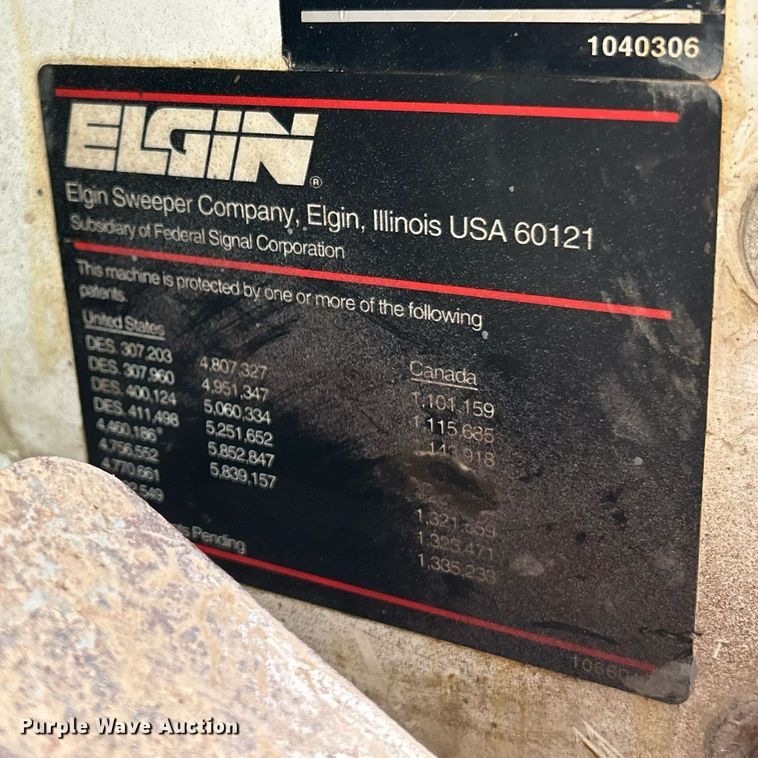 1040306
ELGIN ®
Elgin Sweeper Company, Elgin, Illinois USA 60121
Subsidiary of Federal Signal Corporation
This machine is protected by one or more of the following
patents.
United States
DES. 307,203
DES. 307,960
DES. 400,124
DES. 411,498
4,460,186
4,756,552
4,770,661
4,807,327
4,951,347
5,060,334
5,251,652
5,852,847
5,839,157
Pending
Canada
1,101,159
1,115,685
1,335,233
Purple Wave Auction